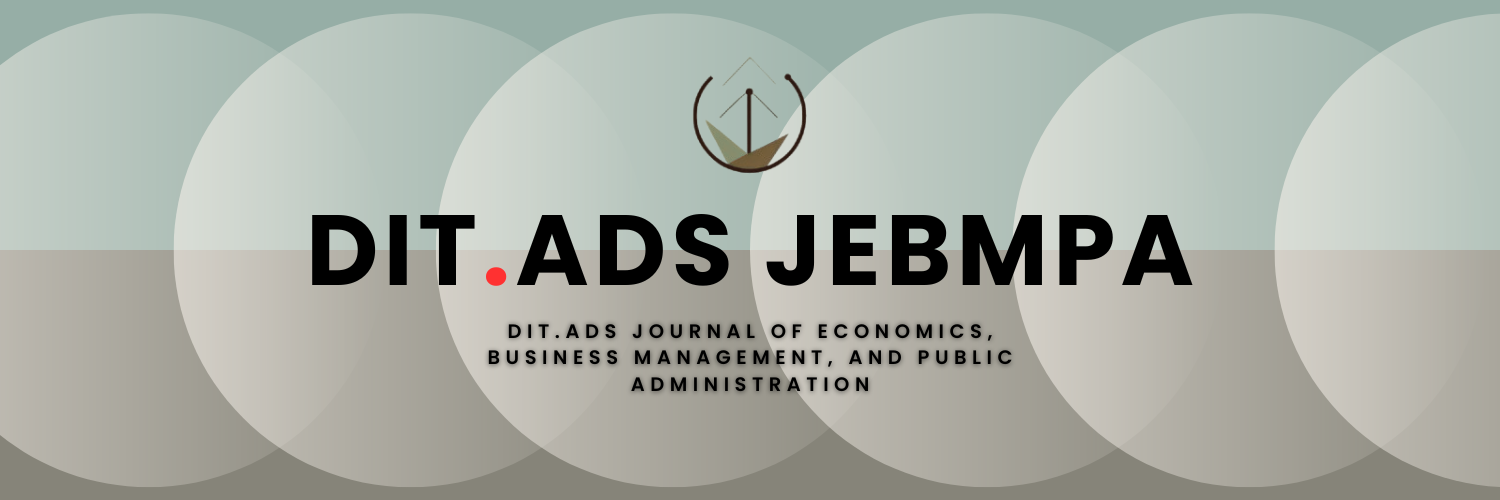 DIT.ADS JEBMPA
DIT.ADS JOURNAL OF ECONOMICS,
BUSINESS MANAGEMENT, AND PUBLIC
ADMINISTRATION